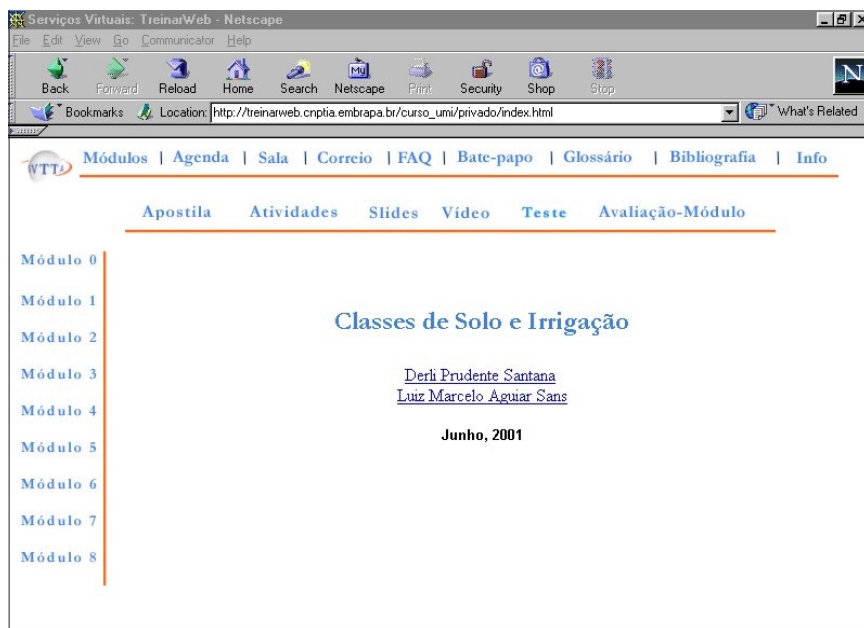 Serviços Virtuais: TreinarWeb - Netscape
File Edit View Go Communicator Help
Back Forward Reload Home Search Netscape Print Security Shop Stop
Bookmarks Location: http://treinarweb.cnptia.embrapa.br/curso_umi/privado/index.html What's Related
Módulos | Agenda | Sala | Correio | FAQ | Bate-papo | Glossário | Bibliografia | Info
Apostila Atividades Slides Vídeo Teste Avaliação-Módulo
Módulo 0
Módulo 1
Módulo 2
Módulo 3
Módulo 4
Módulo 5
Módulo 6
Módulo 7
Módulo 8
Classes de Solo e Irrigação
Derli Prudente Santana
Luiz Marcelo Aguiar Sans
Junho, 2001